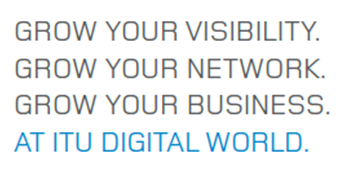 GROW YOUR VISIBILITY.
GROW YOUR NETWORK.
GROW YOUR BUSINESS.
AT ITU DIGITAL WORLD.